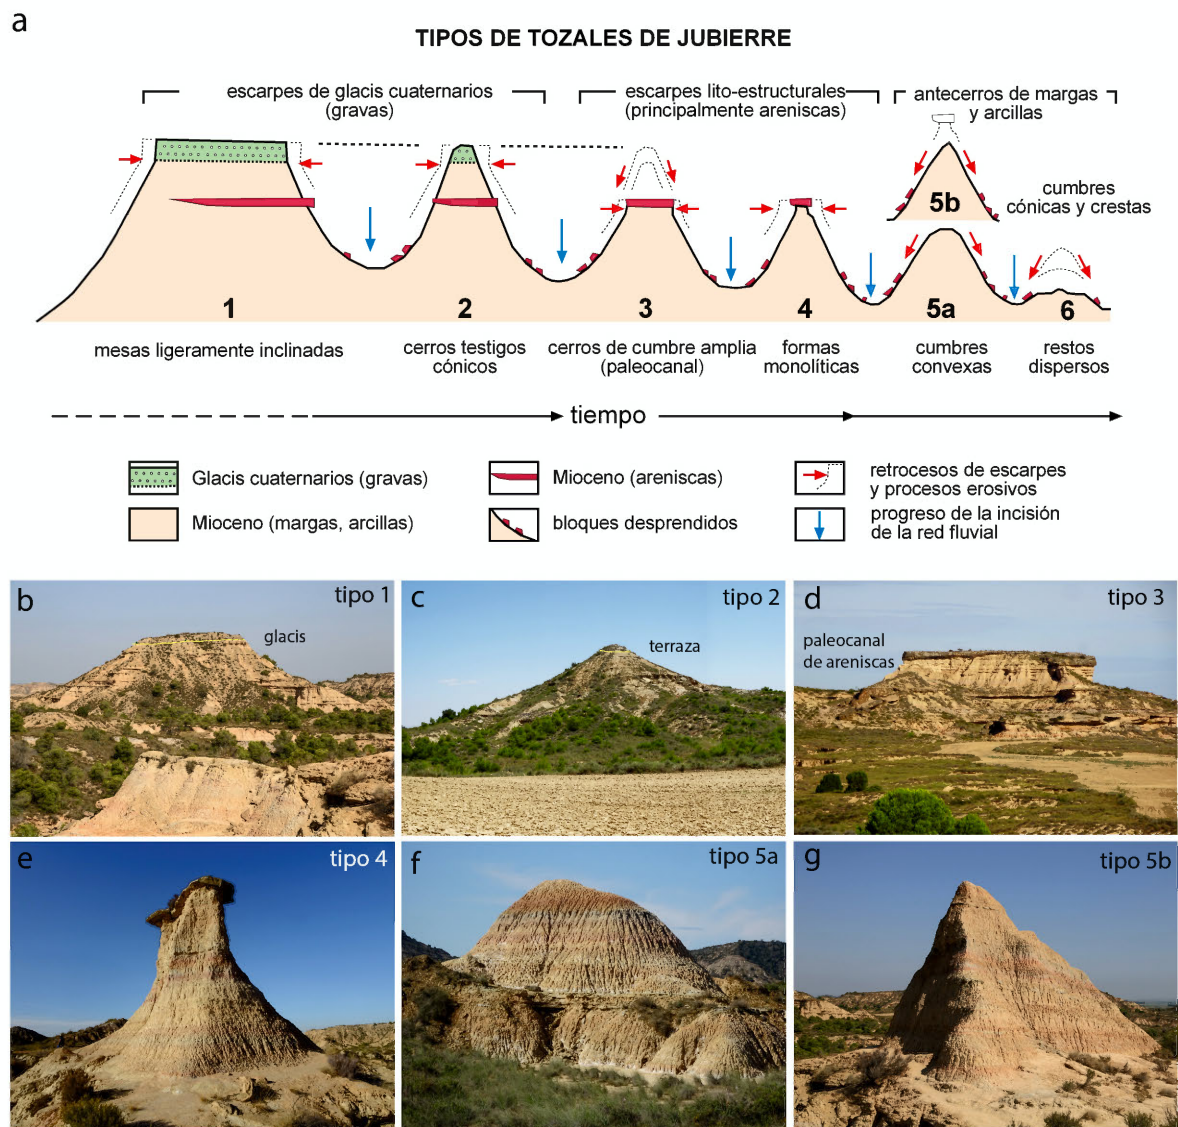 a
TIPOS DE TOZALES DE JUBIERRE
escarpes de glacis cuaternarios
(gravas)
escarpes lito-estructurales
(principalmente areniscas)
antecerros de margas
y arcillas
5b
cumbres
cónicas y crestas
1
2
3
4
5a
6
mesas ligeramente inclinadas
cerros testigos
cónicos
cerros de cumbre amplia
(paleocanal)
formas
monolíticas
cumbres
convexas
restos
dispersos
tiempo
Glacis cuaternarios (gravas)
Mioceno (margas, arcillas)
Mioceno (areniscas)
bloques desprendidos
retrocesos de escarpes
y procesos erosivos
progreso de la incisión
de la red fluvial
b
tipo 1
glacis
c
tipo 2
terraza
d
tipo 3
paleocanal
de areniscas
e
tipo 4
f
tipo 5a
g
tipo 5b